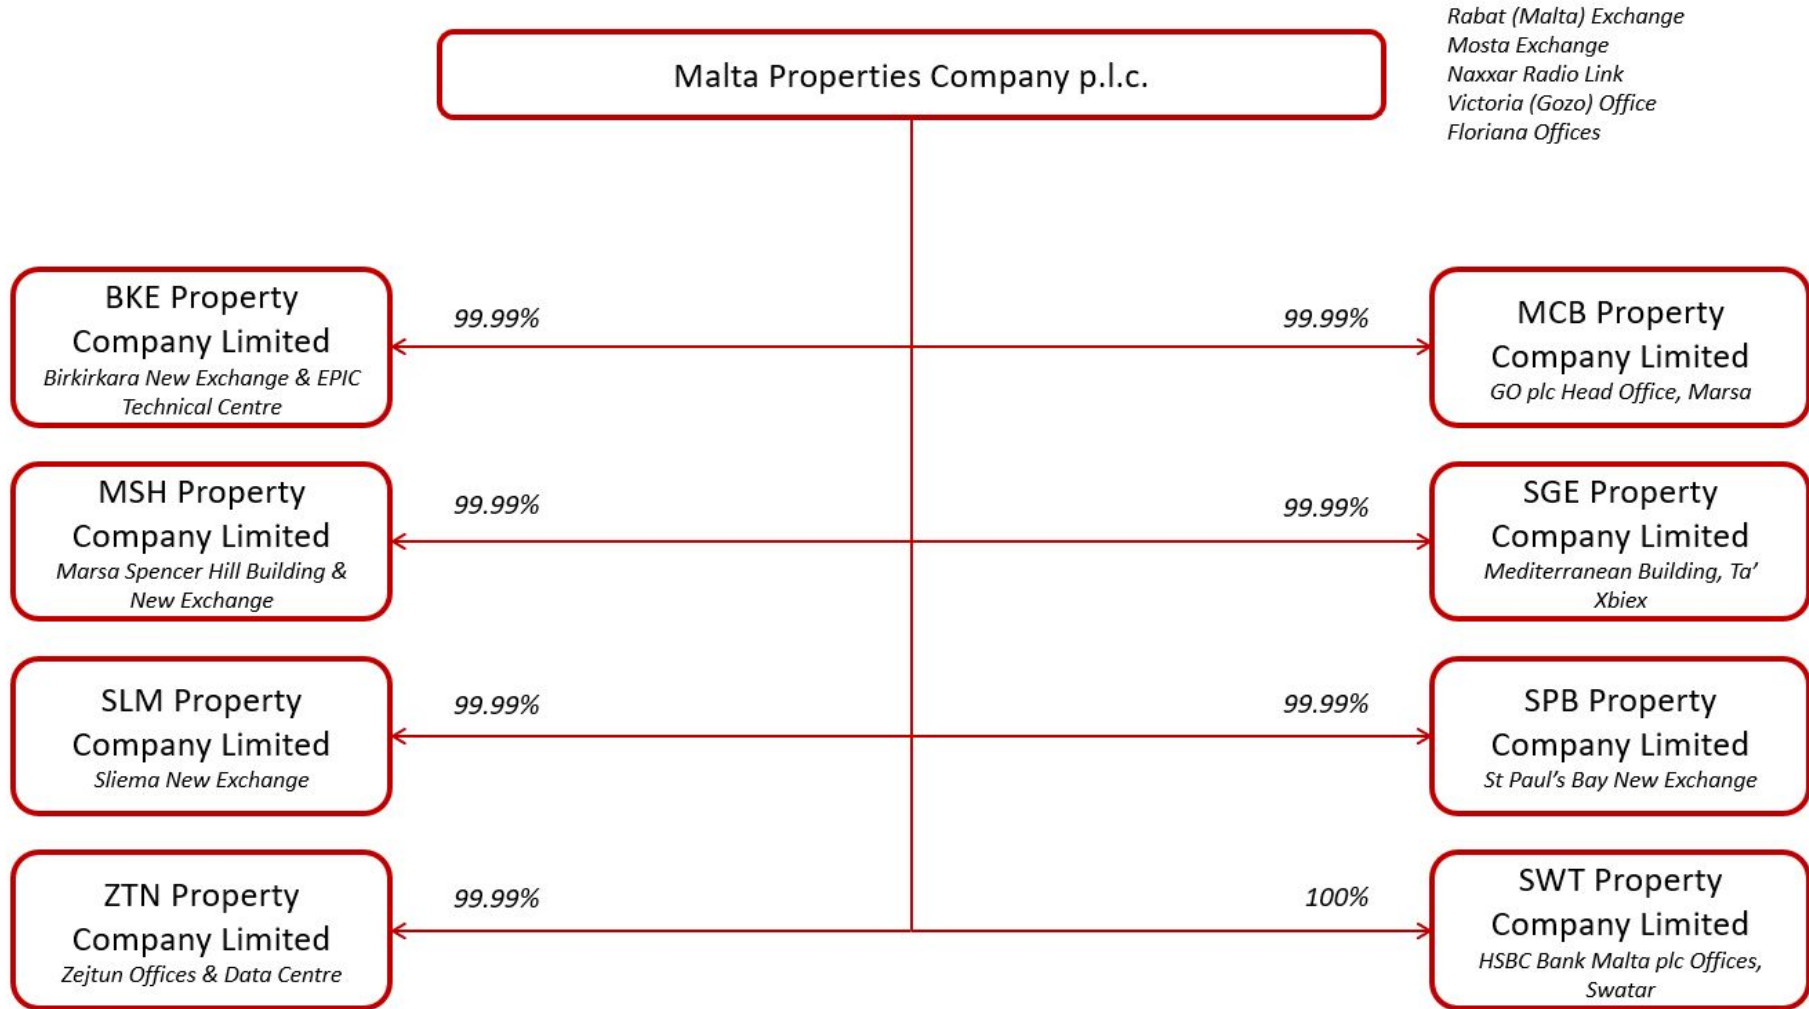 Rabat (Malta) Exchange
Mosta Exchange
Naxxar Radio Link
Victoria (Gozo) Office
Floriana Offices
Malta Properties Company p.l.c.
BKE Property
Company Limited
Birkirkara New Exchange & EPIC
Technical Centre
99.99%
99.99%
MCB Property
Company Limited
GO plc Head Office, Marsa
MSH Property
Company Limited
Marsa Spencer Hill Building &
New Exchange
99.99%
99.99%
SGE Property
Company Limited
Mediterranean Building, Ta’
Xbiex
SLM Property
Company Limited
Sliema New Exchange
99.99%
99.99%
SPB Property
Company Limited
St Paul’s Bay New Exchange
ZTN Property
Company Limited
Zejtun Offices & Data Centre
99.99%
100%
SWT Property
Company Limited
HSBC Bank Malta plc Offices,
Swatar